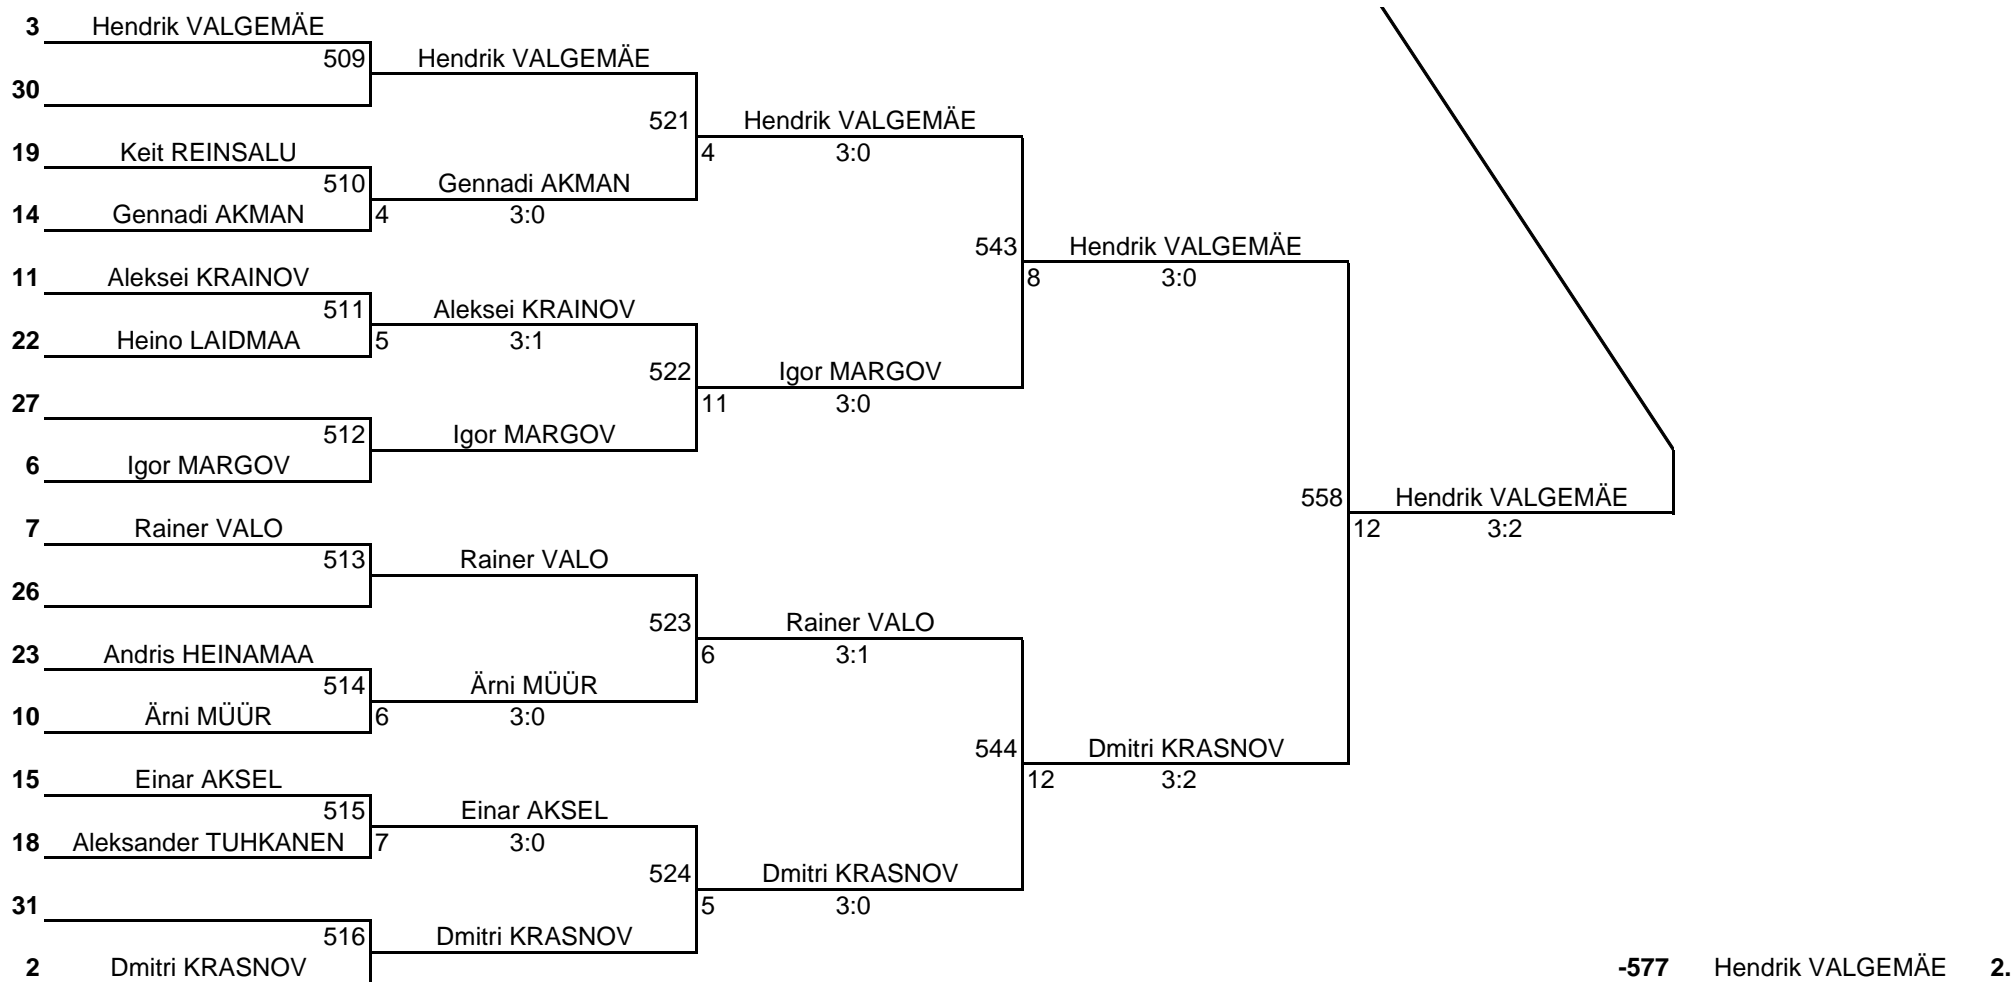 3 Hendrik VALGEMÄE
509 Hendrik VALGEMÄE
30
521 Hendrik VALGEMÄE
19 Keit REINSALU 4 3:0
510 Gennadi AKMAN
14 Gennadi AKMAN 4 3:0
543 Hendrik VALGEMÄE
11 Aleksei KRAINOV 8 3:0
511 Aleksei KRAINOV
22 Heino LAIDMAA 5 3:1
522 Igor MARGOV
27 11 3:0
512 Igor MARGOV
6 Igor MARGOV
558 Hendrik VALGEMÄE
7 Rainer VALO 12 3:2
513 Rainer VALO
26
523 Rainer VALO
23 Andris HEINAMAA 6 3:1
514 Ärni MÜÜR
10 Ärni MÜÜR 6 3:0
544 Dmitri KRASNOV
15 Einar AKSEL 12 3:2
515 Einar AKSEL
18 Aleksander TUHKANEN 7 3:0
524 Dmitri KRASNOV
31 5 3:0
516 Dmitri KRASNOV
2 Dmitri KRASNOV -577 Hendrik VALGEMÄE 2.